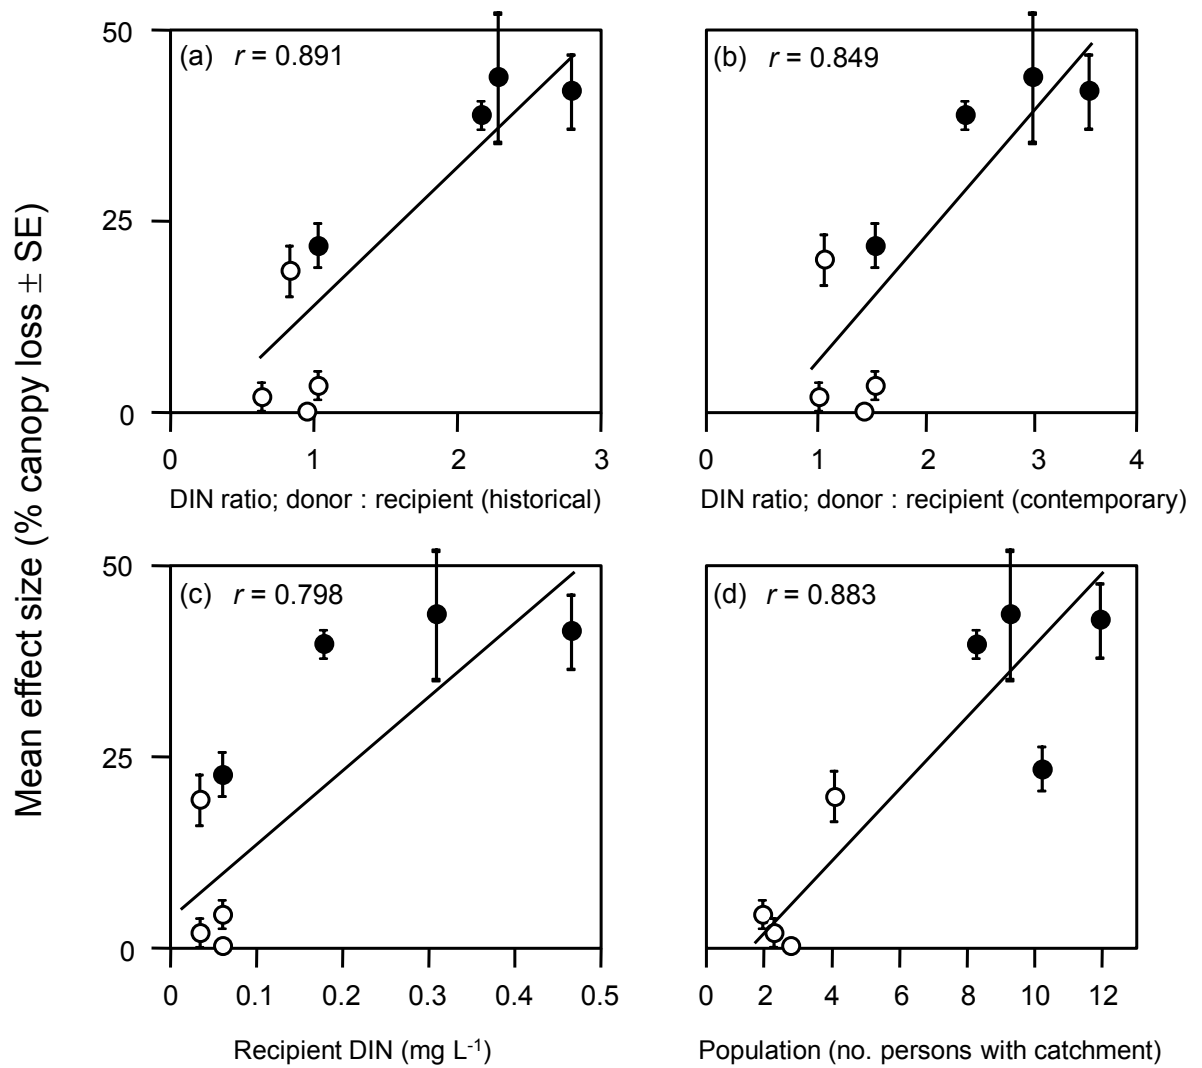 Mean effect size (% canopy loss ± SE)
50
(a) r = 0.891
25
0
0 1 2 3
DIN ratio; donor : recipient (historical)
(b) r = 0.849
0 1 2 3 4
DIN ratio; donor : recipient (contemporary)
50
(c) r = 0.798
25
0
0 0.1 0.2 0.3 0.4 0.5
Recipient DIN (mg L⁻¹)
(d) r = 0.883
0 2 4 6 8 10 12
Population (no. persons with catchment)